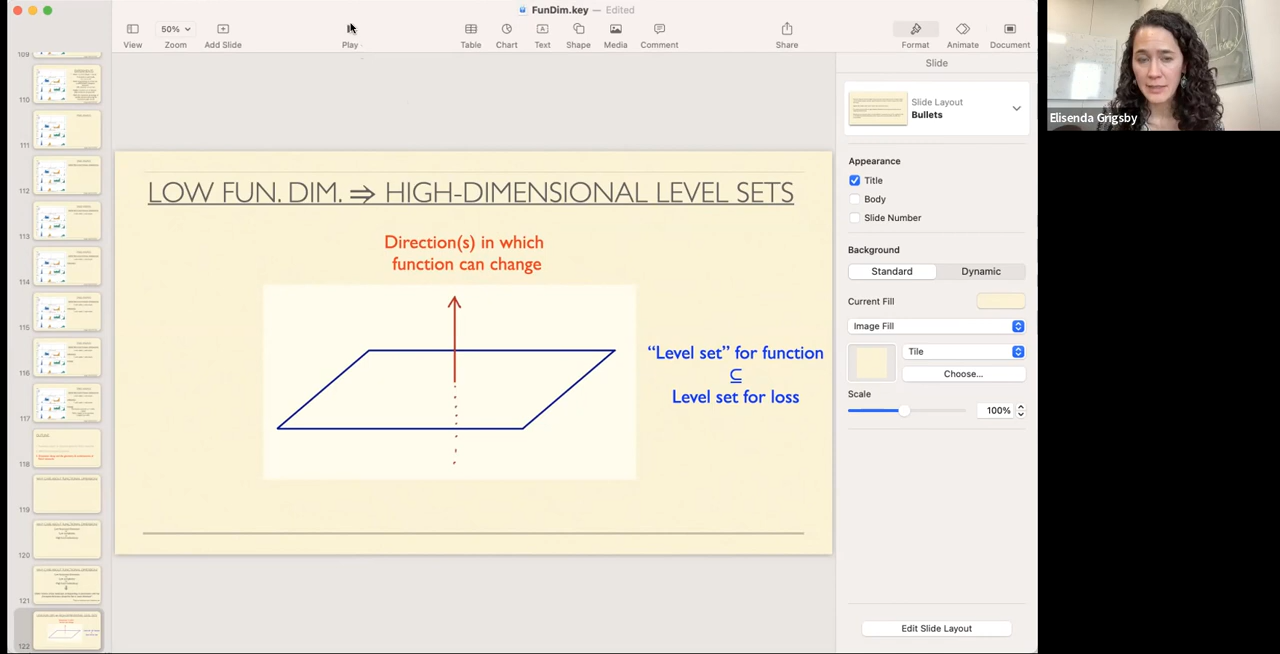 FunDim.key — Edited
50%
View
Zoom
Add Slide
Play
Table
Chart
Text
Shape
Media
Comment
Share
Format
Animate
Document
109
110
111
112
113
114
115
116
117
118
119
120
121
122
LOW FUN. DIM. ⇒ HIGH-DIMENSIONAL LEVEL SETS
Direction(s) in which
function can change
“Level set” for function
⊆
Level set for loss
Slide
Slide Layout
Bullets
Appearance
Title
Body
Slide Number
Background
Standard
Dynamic
Current Fill
Image Fill
Tile
Choose...
Scale
100%
Edit Slide Layout
Elisenda Grigsby